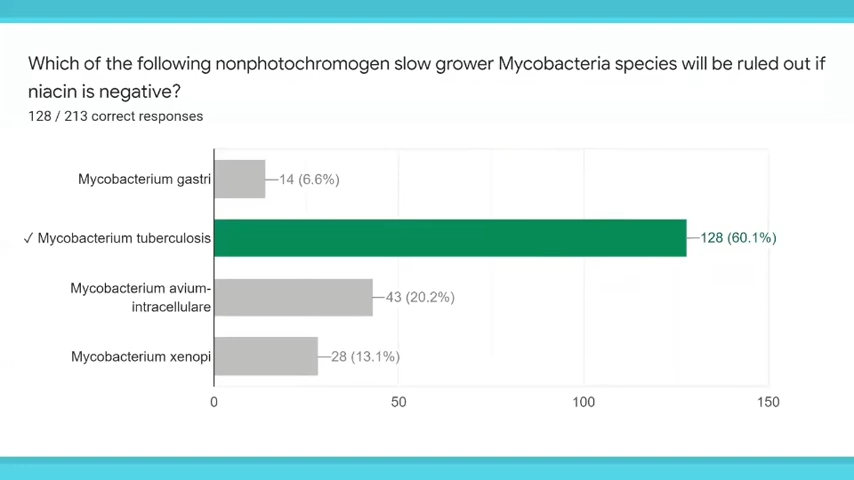 Which of the following nonphotochromogen slow grower Mycobacteria species will be ruled out if
niacin is negative?
128 / 213 correct responses
Mycobacterium gastri
14 (6.6%)
✓ Mycobacterium tuberculosis
128 (60.1%)
Mycobacterium avium-
intracellulare
43 (20.2%)
Mycobacterium xenopi
28 (13.1%)
0 50 100 150